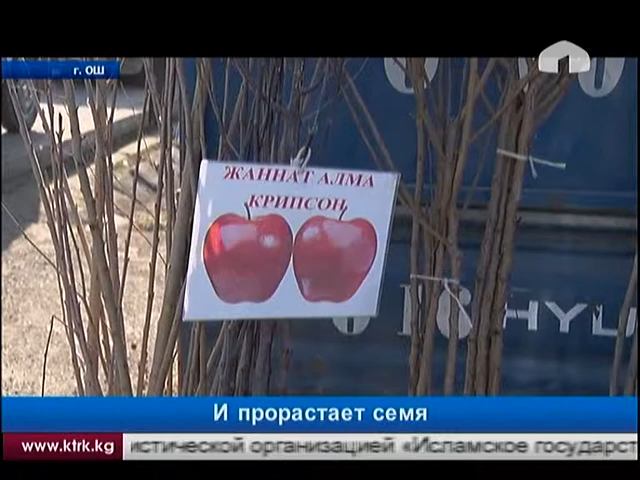 г. ОШ
ЖАННАТ АЛМА
КРИПСОН
HYU
И прорастает семя
www.ktrk.kg
истической организацией «Исламское государст